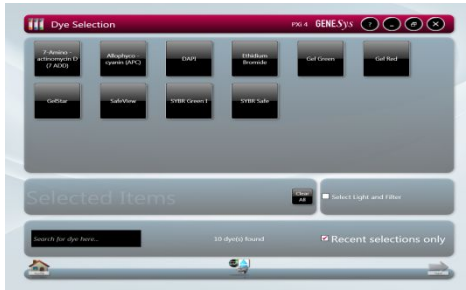 Dye Selection
PXi 4 GENESys ?
7-Amino - actinomycin D (7 AD0)
Allophyco - cyanin (APC)
DAPI
Ethidium Bromide
Gel Green
Gel Red
GelStar
SafeView
SYBR Green I
SYBR Safe
Selected Items
Clear All
Select Light and Filter
Search for dye here...
10 dye(s) found
Recent selections only